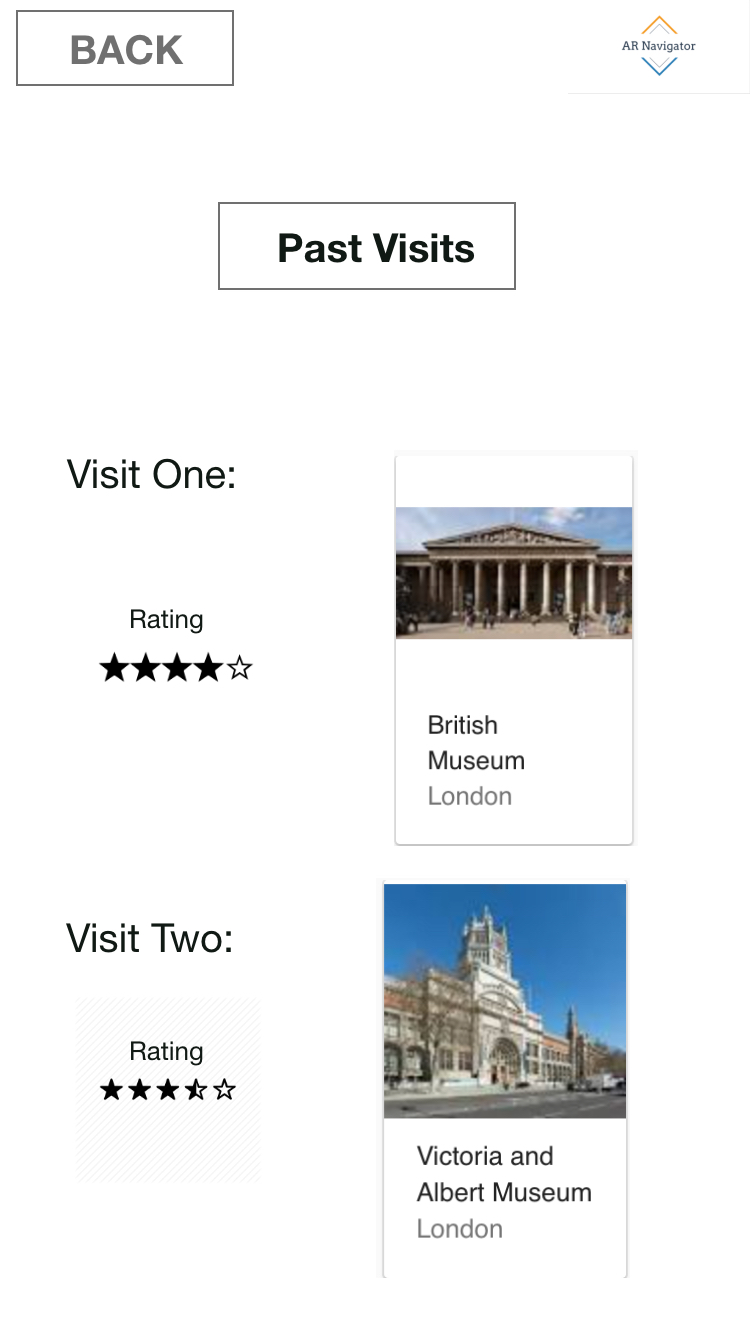 BACK
AR Navigator
Past Visits
Visit One:
Rating
British
Museum
London
Visit Two:
Rating
Victoria and
Albert Museum
London